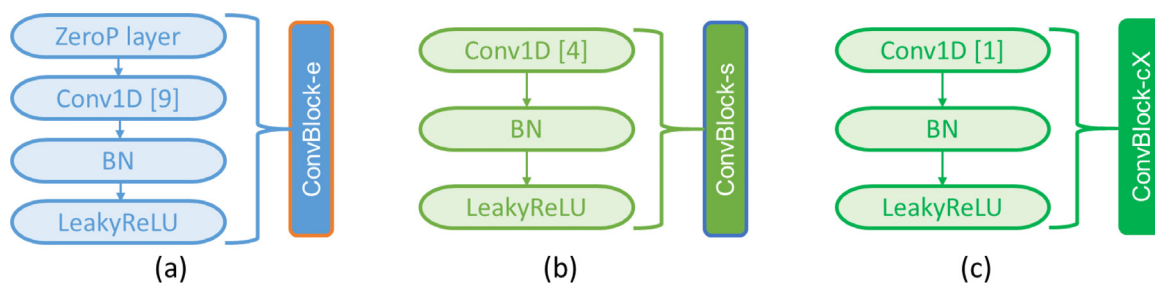 ZeroP layer
Conv1D [9]
BN
LeakyReLU
ConvBlock-e
(a)
Conv1D [4]
BN
LeakyReLU
ConvBlock-s
(b)
Conv1D [1]
BN
LeakyReLU
ConvBlock-cX
(c)